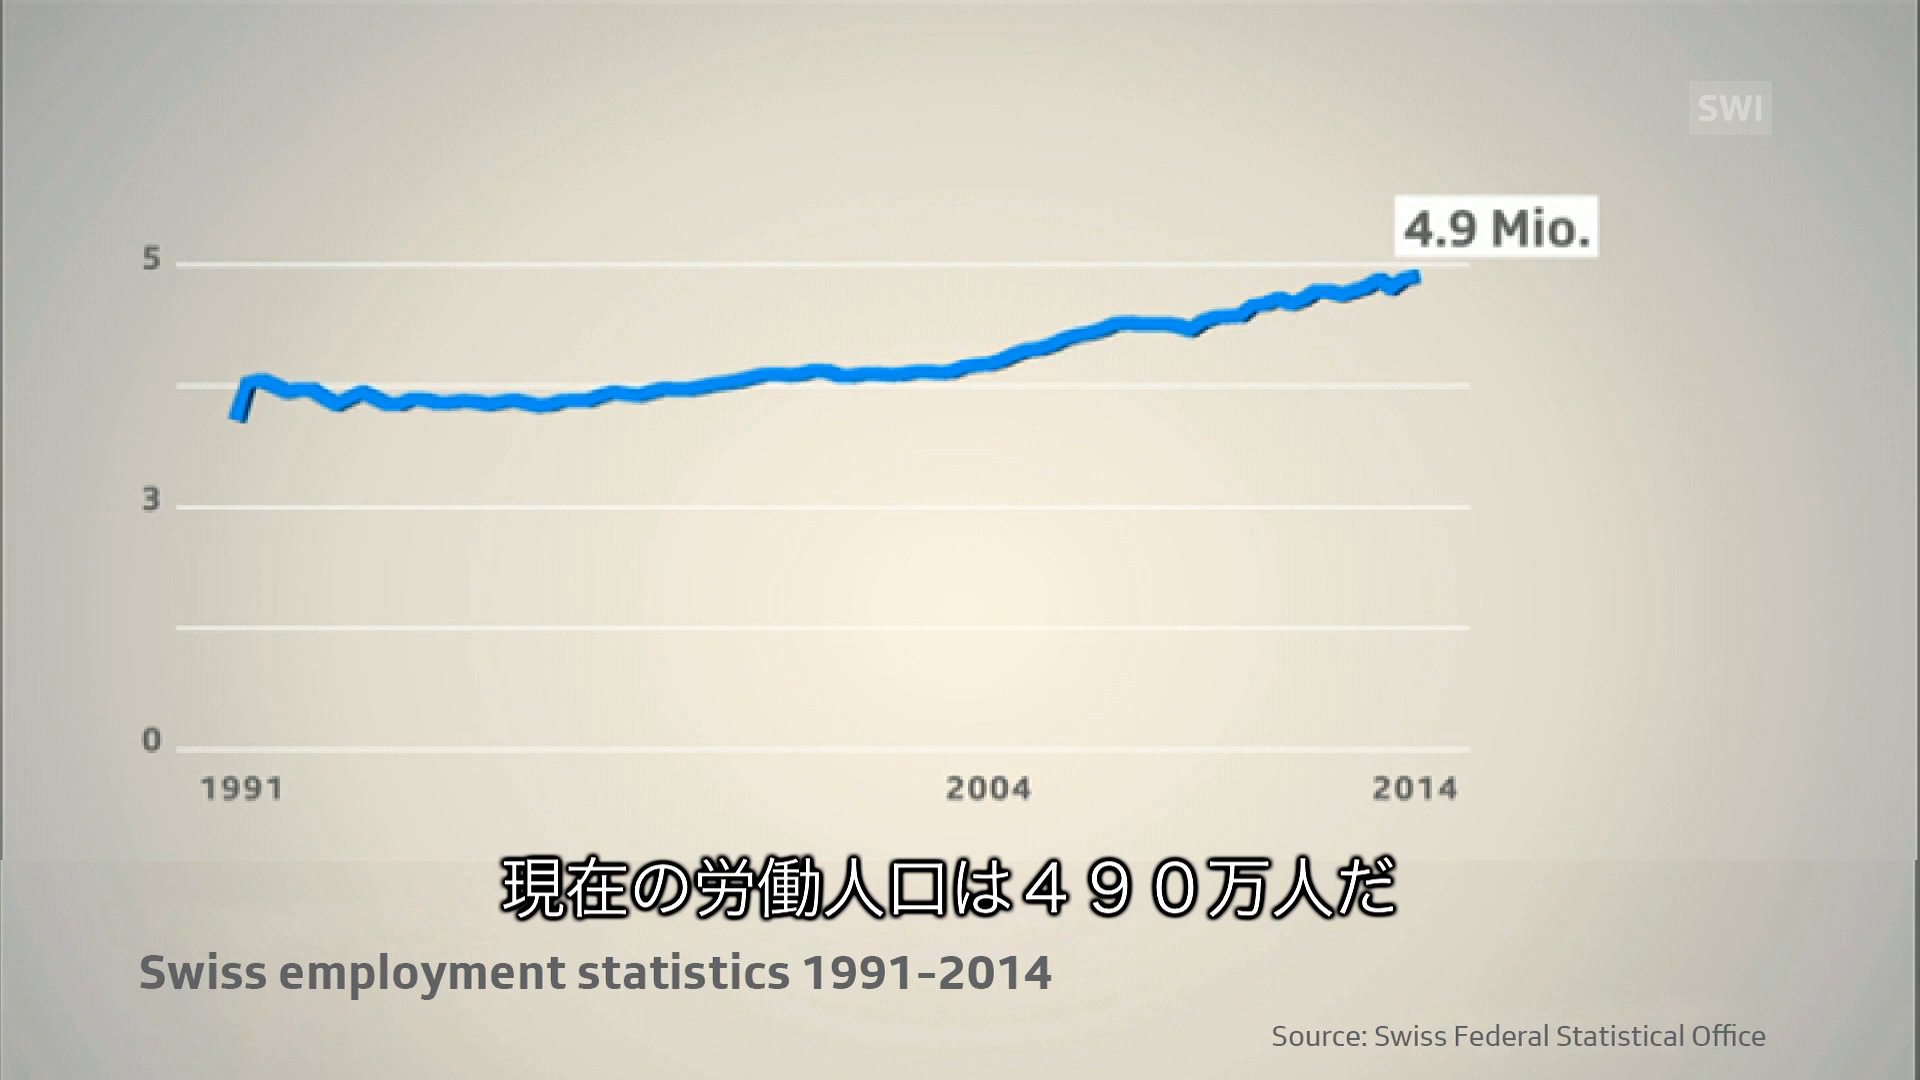 SWI
4.9 Mio.
5
3
0
1991
2004
2014
現在の労働人口は４９０万人だ
Swiss employment statistics 1991-2014
Source: Swiss Federal Statistical Office